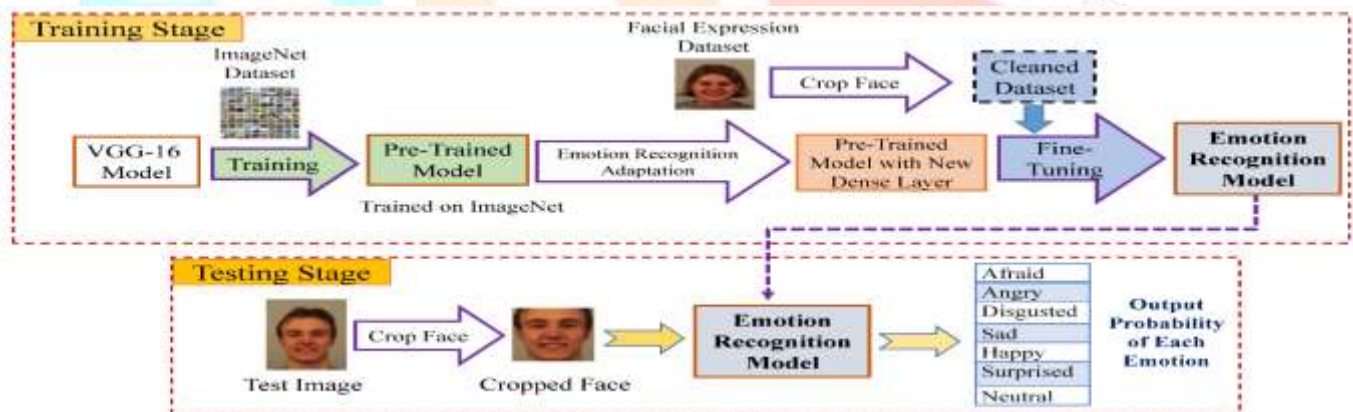 Training Stage
ImageNet
Dataset
Facial Expression
Dataset
Crop Face
Cleaned
Dataset
VGG-16
Model
Training
Pre-Trained
Model
Trained on ImageNet
Emotion Recognition
Adaptation
Pre-Trained
Model with New
Dense Layer
Fine-
Tuning
Emotion
Recognition
Model
Testing Stage
Test Image
Crop Face
Cropped Face
Emotion
Recognition
Model
Afraid
Angry
Disgusted
Sad
Happy
Surprised
Neutral
Output
Probability
of Each
Emotion